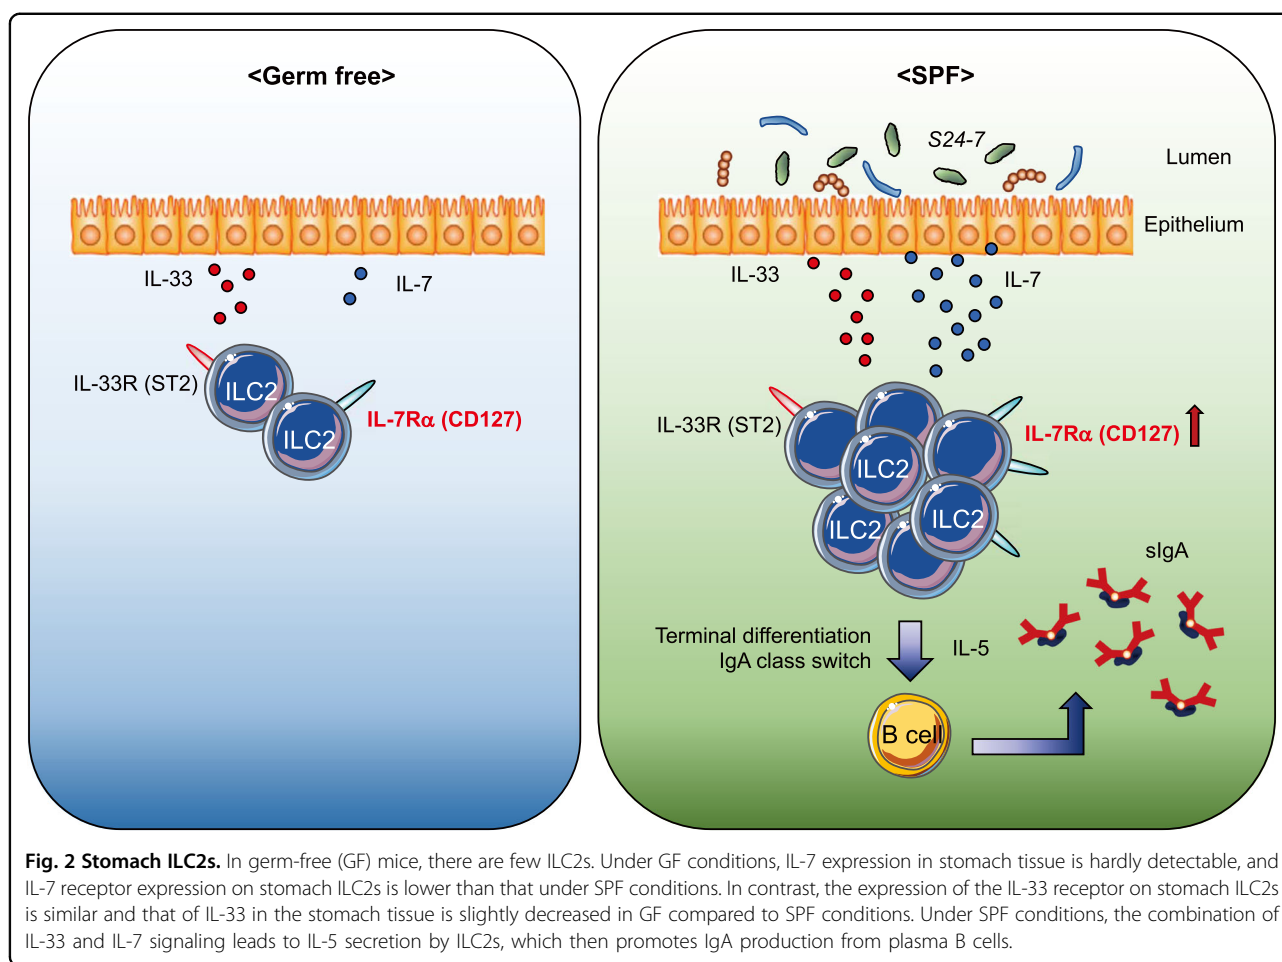 <Germ free>
IL-33
IL-7
IL-33R (ST2)
ILC2
ILC2
IL-7Rα (CD127)
<SPF>
S24-7
Lumen
Epithelium
IL-33
IL-7
IL-33R (ST2)
IL-7Rα (CD127)
ILC2
ILC2
ILC2
sIgA
Terminal differentiation
IgA class switch
IL-5
B cell
Fig. 2 Stomach ILC2s. In germ-free (GF) mice, there are few ILC2s. Under GF conditions, IL-7 expression in stomach tissue is hardly detectable, and
IL-7 receptor expression on stomach ILC2s is lower than that under SPF conditions. In contrast, the expression of the IL-33 receptor on stomach ILC2s
is similar and that of IL-33 in the stomach tissue is slightly decreased in GF compared to SPF conditions. Under SPF conditions, the combination of
IL-33 and IL-7 signaling leads to IL-5 secretion by ILC2s, which then promotes IgA production from plasma B cells.